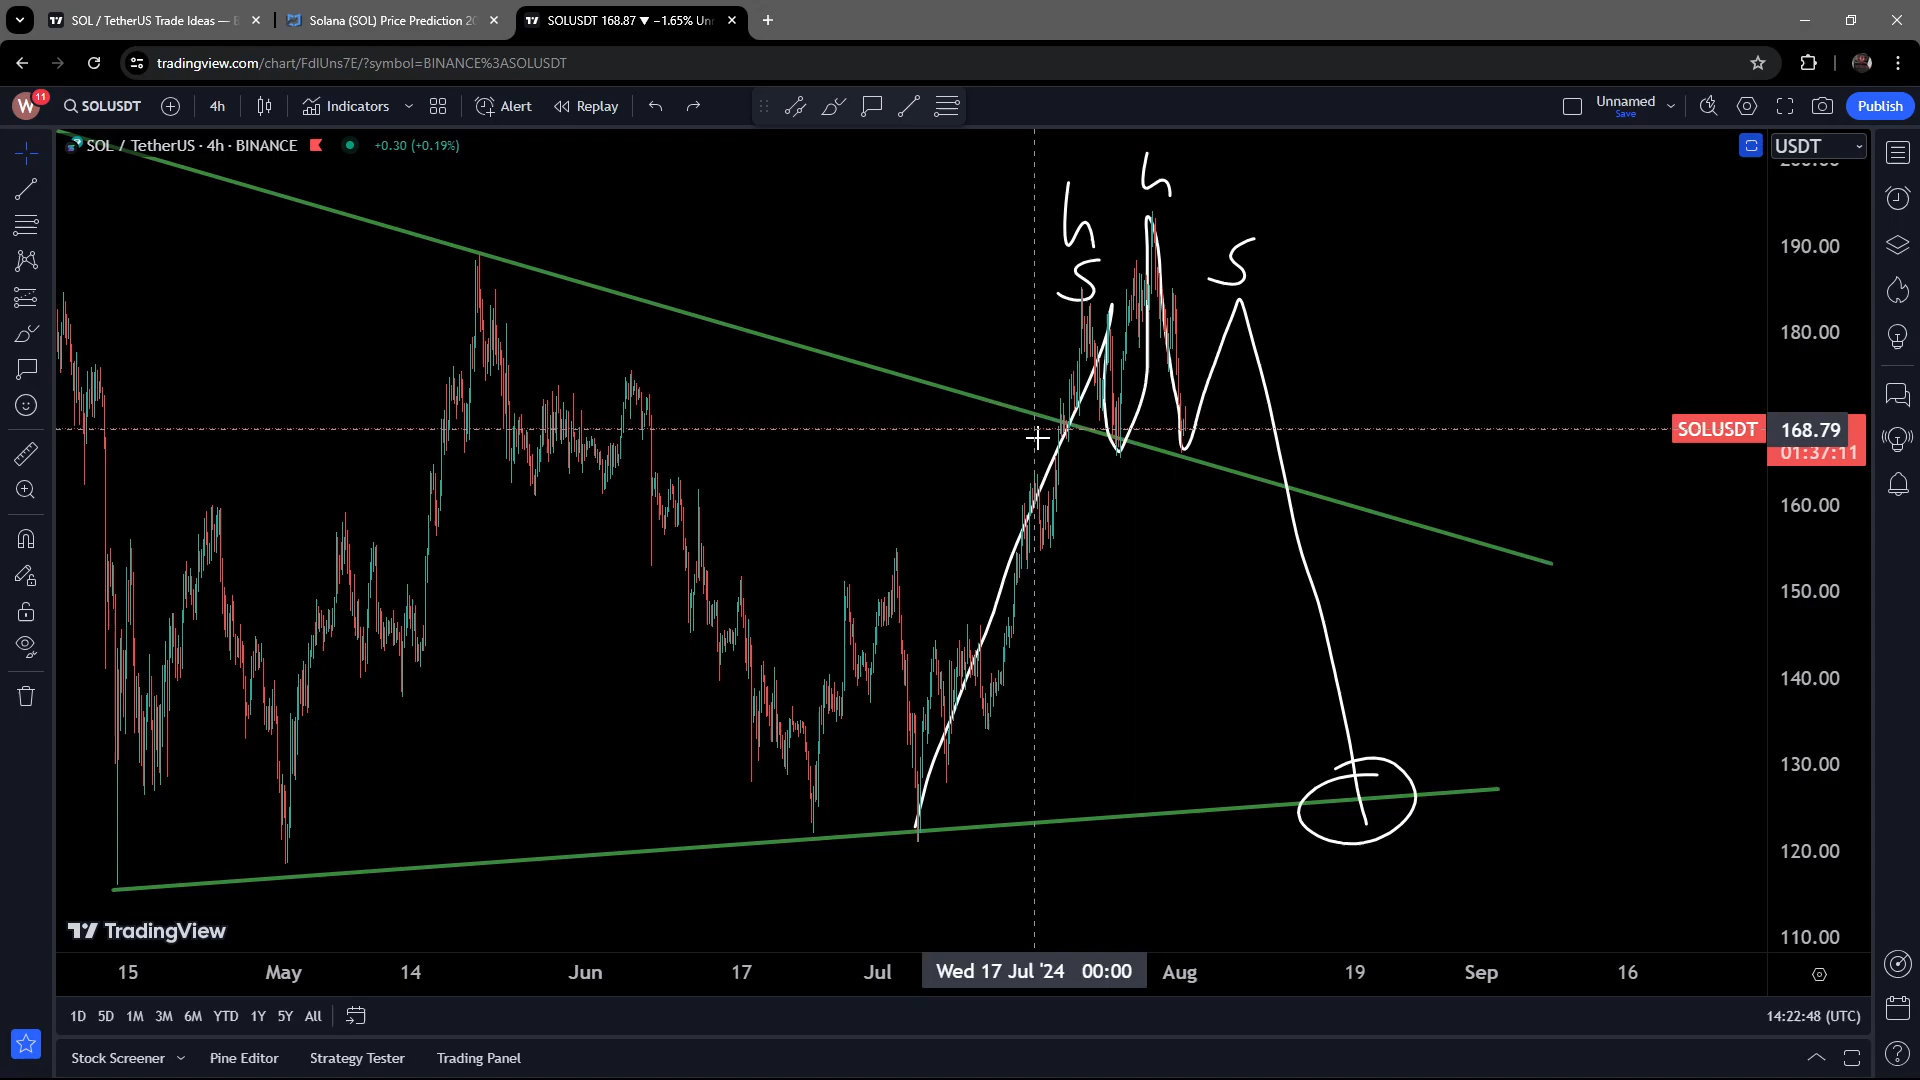 SOL / TetherUS Trade Ideas — B
Solana (SOL) Price Prediction 20
SOLUSDT 168.87 ▼ −1.65% Unn
tradingview.com/chart/FdIUns7E/?symbol=BINANCE%3ASOLUSDT
W
11
SOLUSDT
4h
Indicators
Alert
Replay
Unnamed
Save
Publish
SOL / TetherUS · 4h · BINANCE
+0.30 (+0.19%)
USDT
200.00
190.00
180.00
SOLUSDT
168.79
01:37:11
160.00
150.00
140.00
130.00
120.00
110.00
h
h
S
S
TradingView
15
May
14
Jun
17
Jul
Wed 17 Jul '24 00:00
Aug
19
Sep
16
1D 5D 1M 3M 6M YTD 1Y 5Y All
14:22:48 (UTC)
Stock Screener
Pine Editor
Strategy Tester
Trading Panel